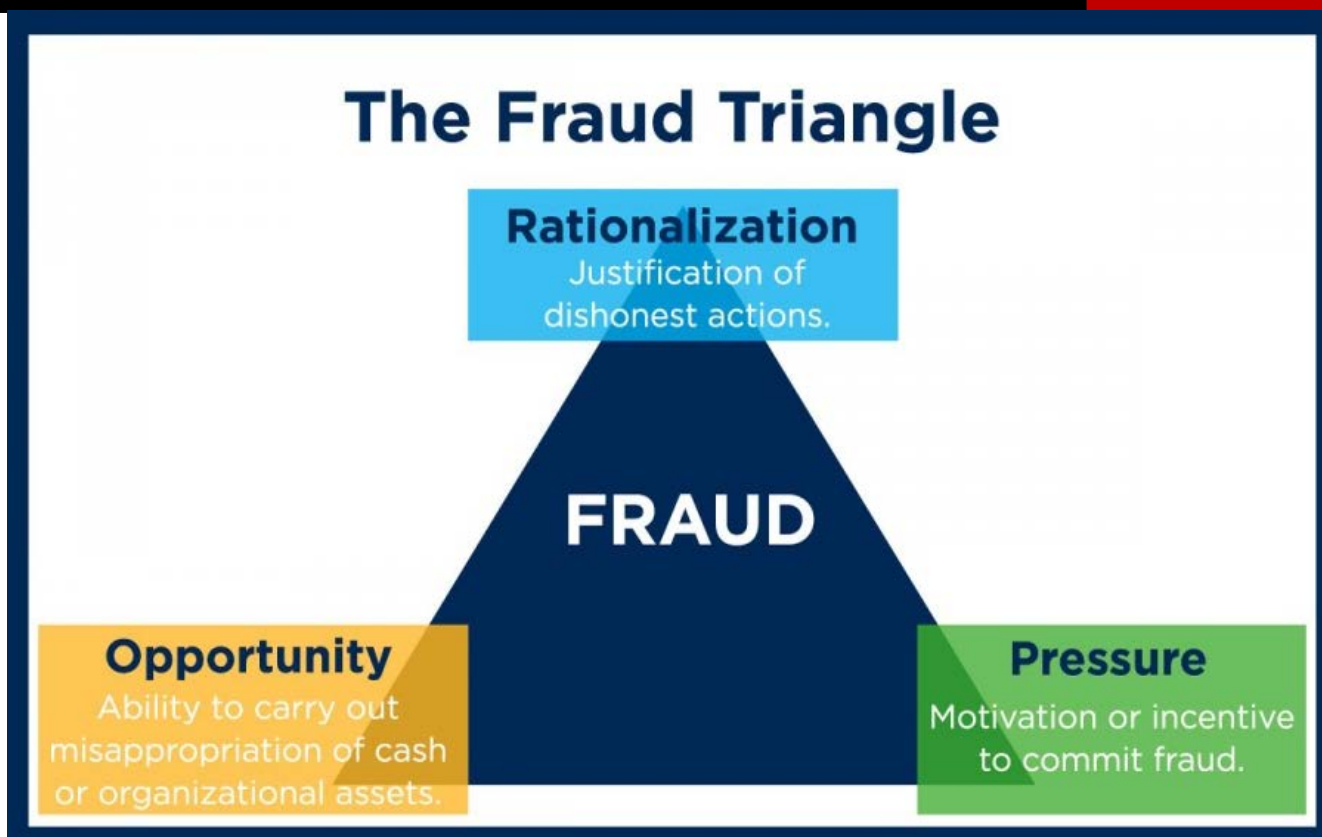 The Fraud Triangle
Rationalization
Justification of
dishonest actions.
FRAUD
Opportunity
Ability to carry out
misappropriation of cash
or organizational assets.
Pressure
Motivation or incentive
to commit fraud.